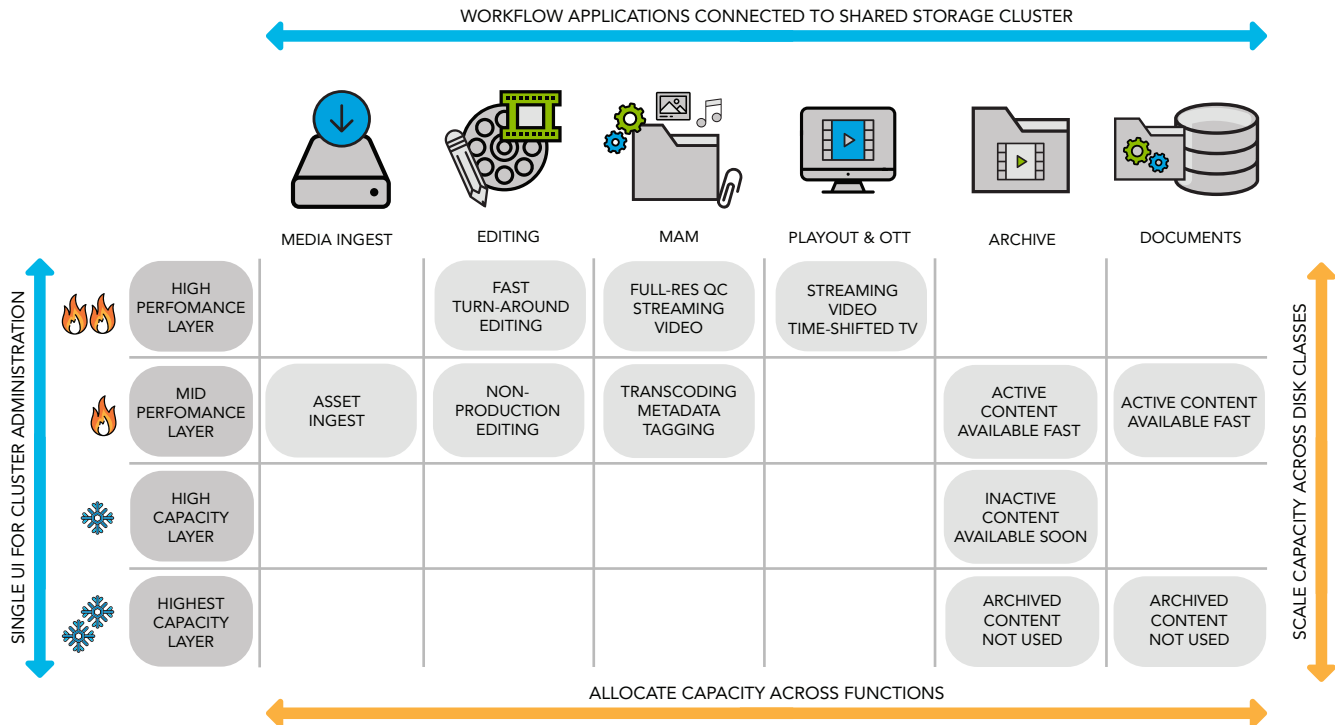 WORKFLOW APPLICATIONS CONNECTED TO SHARED STORAGE CLUSTER
MEDIA INGEST
EDITING
MAM
PLAYOUT & OTT
ARCHIVE
DOCUMENTS
SINGLE UI FOR CLUSTER ADMINISTRATION
HIGH
PERFOMANCE
LAYER
FAST
TURN-AROUND
EDITING
FULL-RES QC
STREAMING
VIDEO
STREAMING
VIDEO
TIME-SHIFTED TV
MID
PERFOMANCE
LAYER
ASSET
INGEST
NON-
PRODUCTION
EDITING
TRANSCODING
METADATA
TAGGING
ACTIVE
CONTENT
AVAILABLE FAST
ACTIVE CONTENT
AVAILABLE FAST
HIGH
CAPACITY
LAYER
INACTIVE
CONTENT
AVAILABLE SOON
HIGHEST
CAPACITY
LAYER
ARCHIVED
CONTENT
NOT USED
ARCHIVED
CONTENT
NOT USED
SCALE CAPACITY ACROSS DISK CLASSES
ALLOCATE CAPACITY ACROSS FUNCTIONS